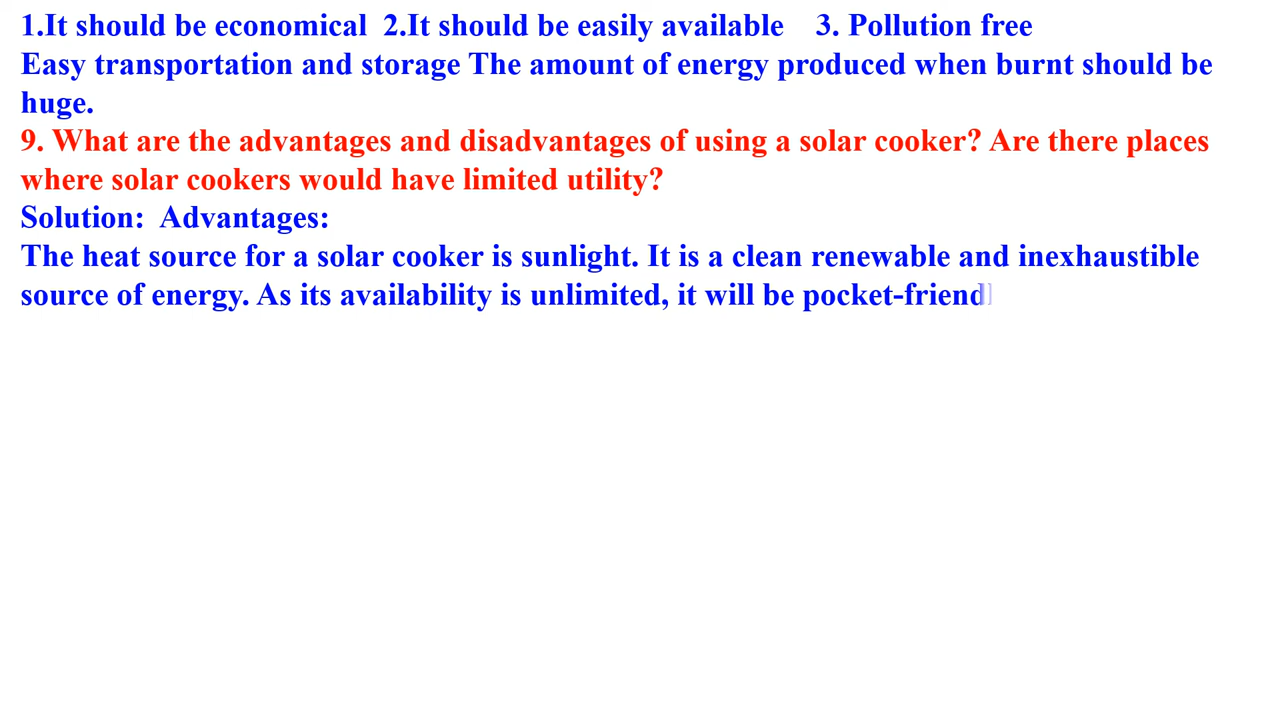 1.It should be economical 2.It should be easily available 3. Pollution free
Easy transportation and storage The amount of energy produced when burnt should be
huge.
9. What are the advantages and disadvantages of using a solar cooker? Are there places
where solar cookers would have limited utility?
Solution: Advantages:
The heat source for a solar cooker is sunlight. It is a clean renewable and inexhaustible
source of energy. As its availability is unlimited, it will be pocket-friendl